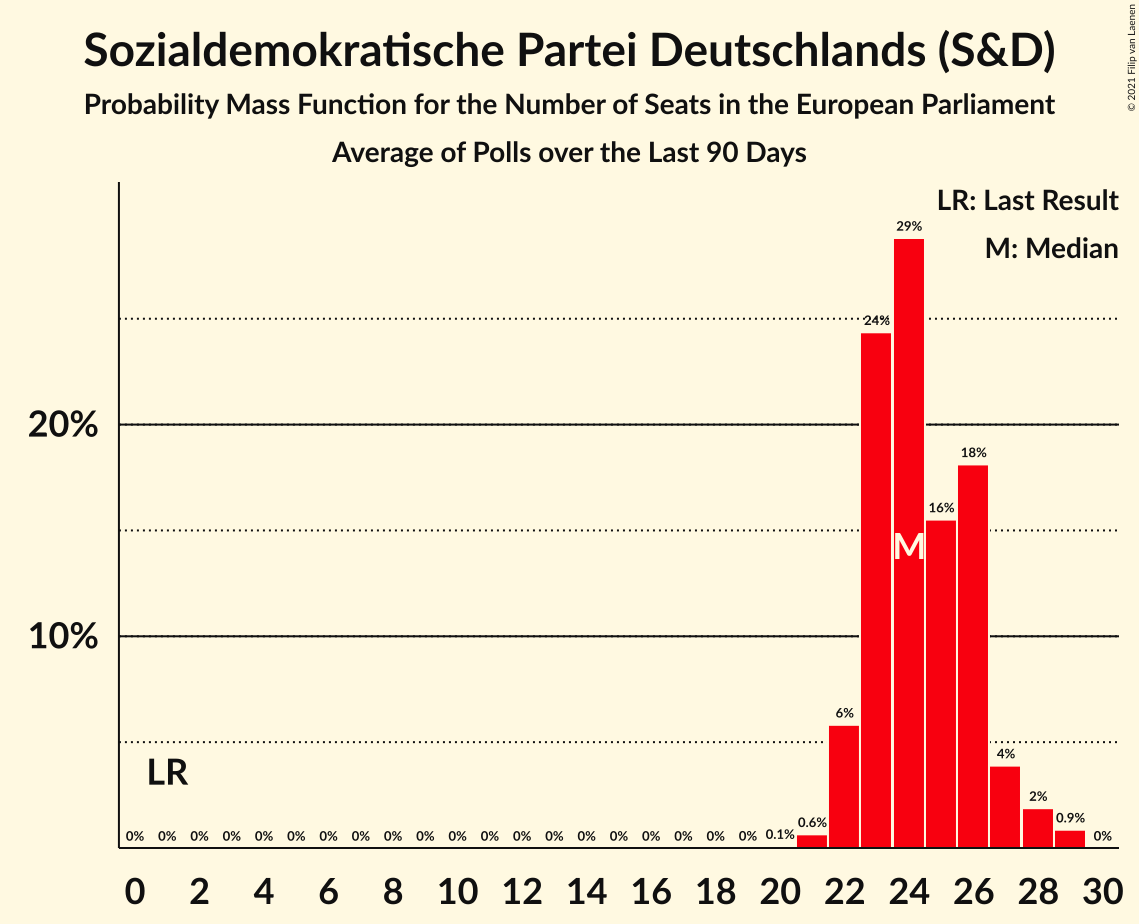 Sozialdemokratische Partei Deutschlands (S&D)
Probability Mass Function for the Number of Seats in the European Parliament
Average of Polls over the Last 90 Days
© 2021 Filip van Laenen
LR: Last Result
M: Median
29%
24%
20%
18%
16%
M
10%
6%
4%
LR
2%
0% 0% 0% 0% 0% 0% 0% 0% 0% 0% 0% 0% 0% 0% 0% 0% 0% 0% 0% 0% 0.1% 0.6% 0.9% 0%
0 2 4 6 8 10 12 14 16 18 20 22 24 26 28 30